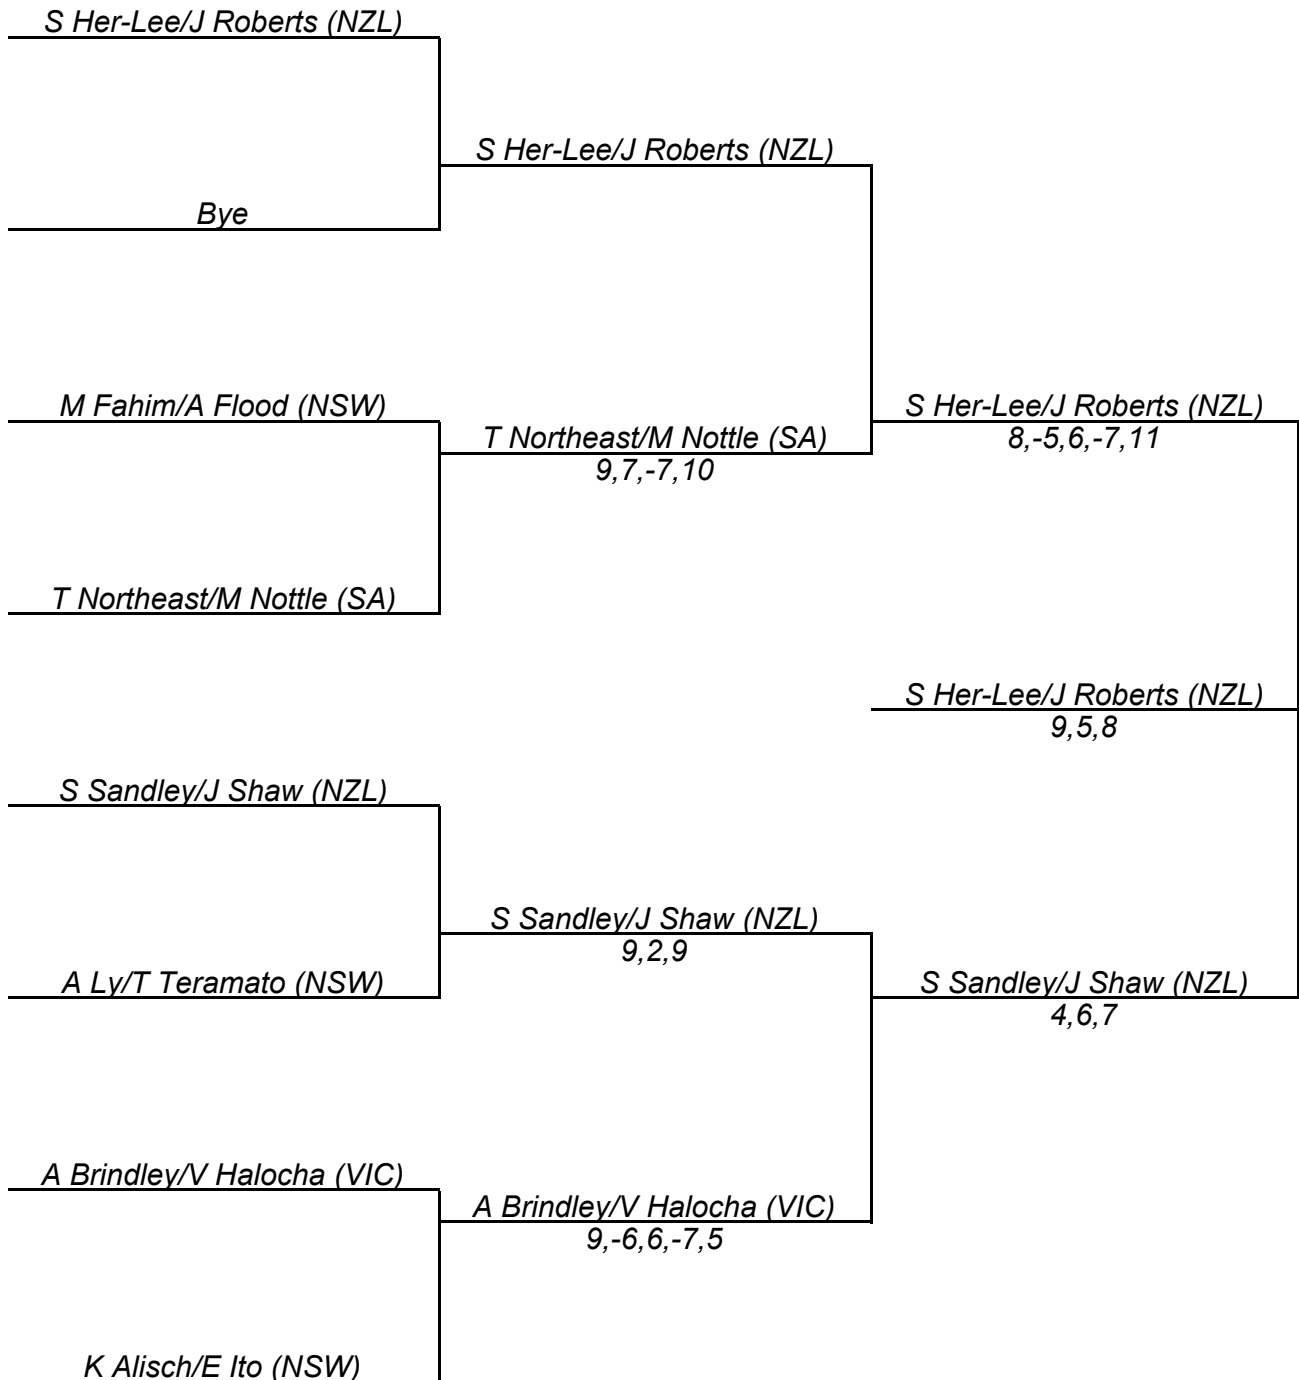 S Her-Lee/J Roberts (NZL)
S Her-Lee/J Roberts (NZL)
Bye
M Fahim/A Flood (NSW)
S Her-Lee/J Roberts (NZL)
T Northeast/M Nottle (SA)
8,-5,6,-7,11
9,7,-7,10
T Northeast/M Nottle (SA)
S Her-Lee/J Roberts (NZL)
9,5,8
S Sandley/J Shaw (NZL)
S Sandley/J Shaw (NZL)
9,2,9
A Ly/T Teramato (NSW)
S Sandley/J Shaw (NZL)
4,6,7
A Brindley/V Halocha (VIC)
A Brindley/V Halocha (VIC)
9,-6,6,-7,5
K Alisch/E Ito (NSW)